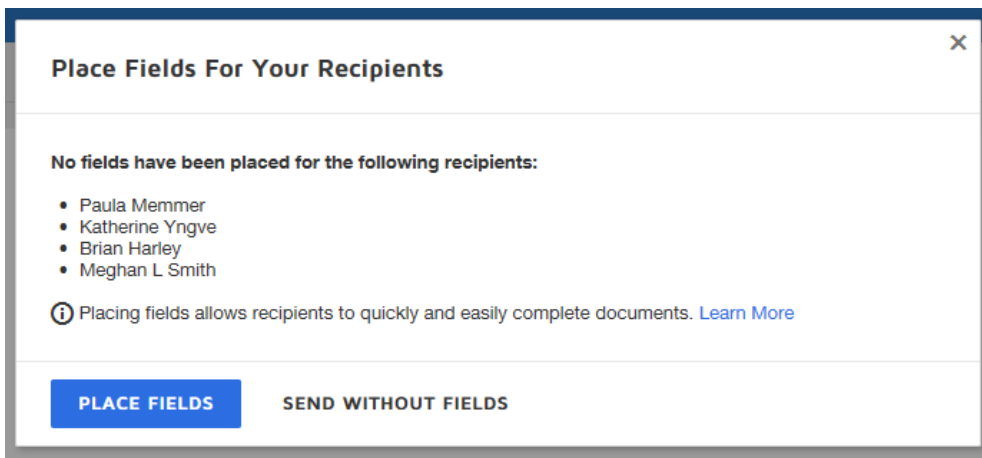 Place Fields For Your Recipients
No fields have been placed for the following recipients:
• Paula Memmer
• Katherine Yngve
• Brian Harley
• Meghan L Smith
Placing fields allows recipients to quickly and easily complete documents. Learn More
PLACE FIELDS SEND WITHOUT FIELDS